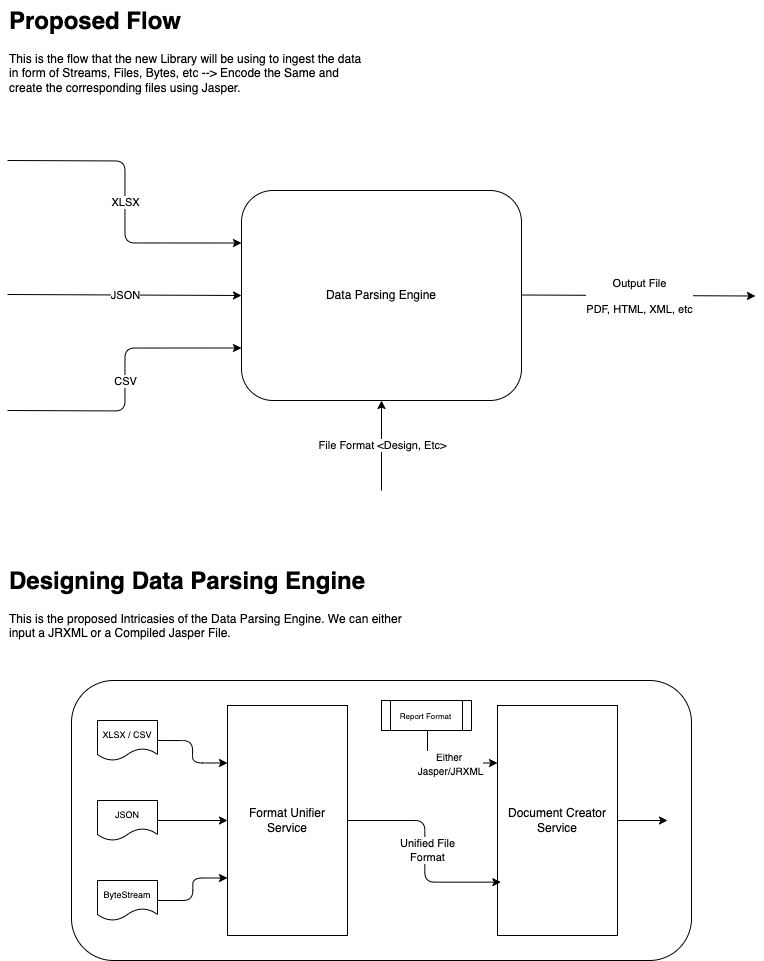 Proposed Flow
This is the flow that the new Library will be using to ingest the data
in form of Streams, Files, Bytes, etc --> Encode the Same and
create the corresponding files using Jasper.
XLSX
JSON
CSV
Data Parsing Engine
Output File
PDF, HTML, XML, etc
File Format <Design, Etc>
Designing Data Parsing Engine
This is the proposed Intricasies of the Data Parsing Engine. We can either
input a JRXML or a Compiled Jasper File.
XLSX / CSV
JSON
ByteStream
Format Unifier
Service
Report Format
Either
Jasper/JRXML
Unified File
Format
Document Creator
Service